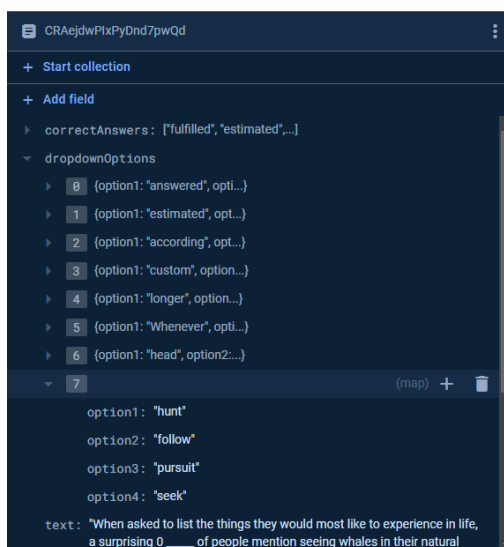 CRAejdwPIxPyDnd7pwQd
+ Start collection
+ Add field
correctAnswers: ["fulfilled", "estimated",...]
dropdownOptions
0 {option1: "answered", opti...}
1 {option1: "estimated", opt...}
2 {option1: "according", opt...}
3 {option1: "custom", option...}
4 {option1: "longer", option...}
5 {option1: "Whenever", opti...}
6 {option1: "head", option2:...}
7 (map) +
option1: "hunt"
option2: "follow"
option3: "pursuit"
option4: "seek"
text: "When asked to list the things they would most like to experience in life,
a surprising 0 _____ of people mention seeing whales in their natural